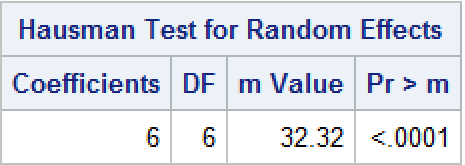 Hausman Test for Random Effects
Coefficients DF m Value Pr > m
6 6 32.32 <.0001